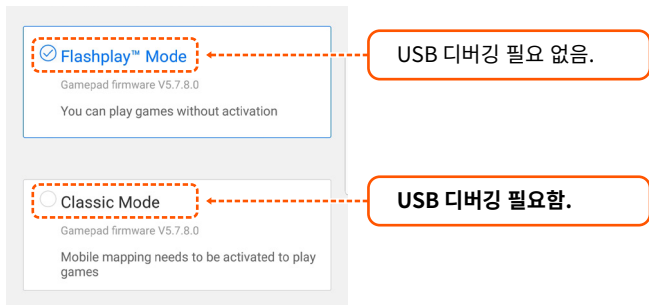 Flashplay™ Mode
USB 디버깅 필요 없음.
Gamepad firmware V5.7.8.0
You can play games without activation
Classic Mode
USB 디버깅 필요함.
Gamepad firmware V5.7.8.0
Mobile mapping needs to be activated to play
games